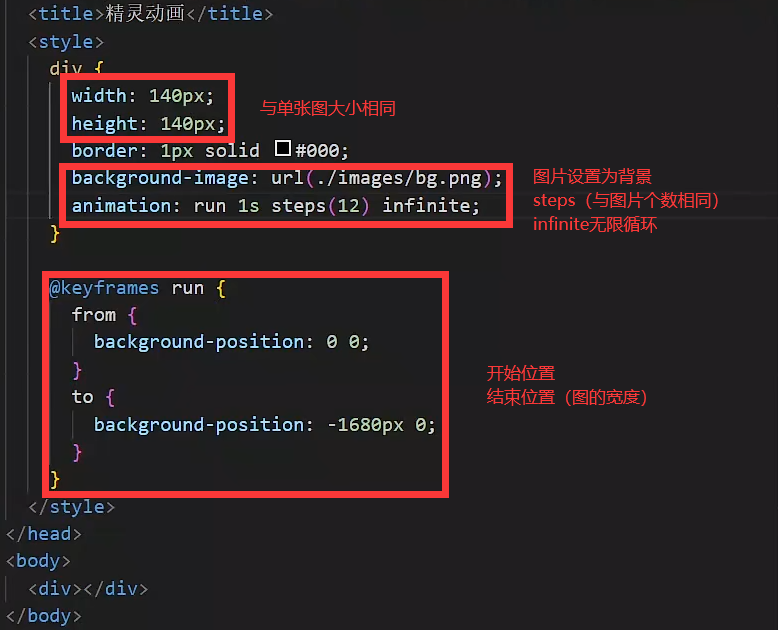 <title>精灵动画</title>
<style>
div {
width: 140px;
与单张图大小相同
height: 140px;
border: 1px solid #000;
background-image: url(./images/bg.png);
图片设置为背景
animation: run 1s steps(12) infinite;
steps（与图片个数相同）
infinite无限循环
}
@keyframes run {
from {
background-position: 0 0;
}
开始位置
to {
结束位置（图的宽度）
background-position: -1680px 0;
}
}
</style>
</head>
<body>
<div></div>
</body>